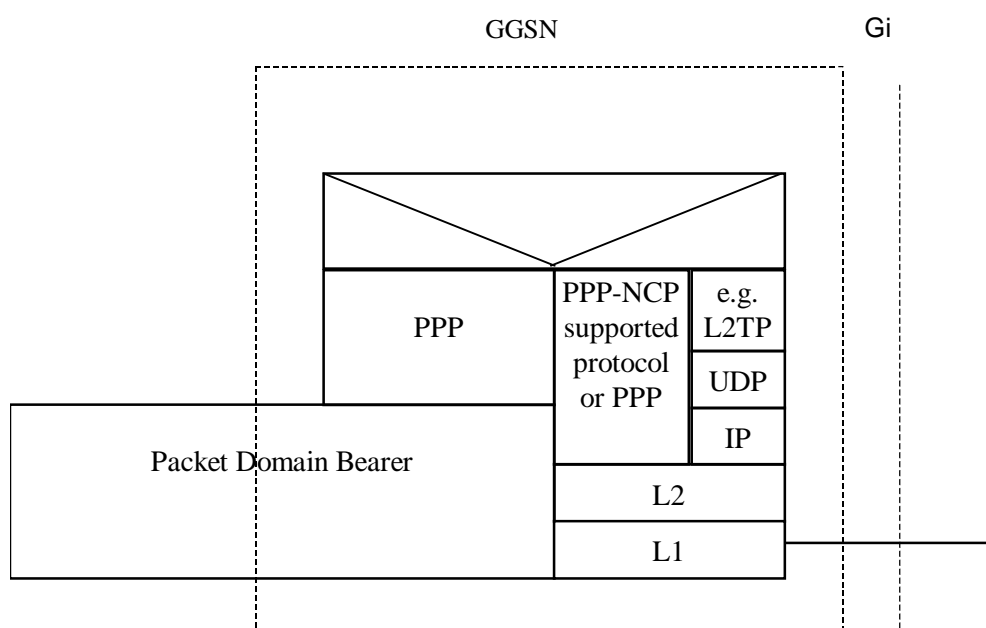 GGSN
Gi
PPP
PPP-NCP
supported
protocol
or PPP
e.g.
L2TP
UDP
IP
Packet Domain Bearer
L2
L1